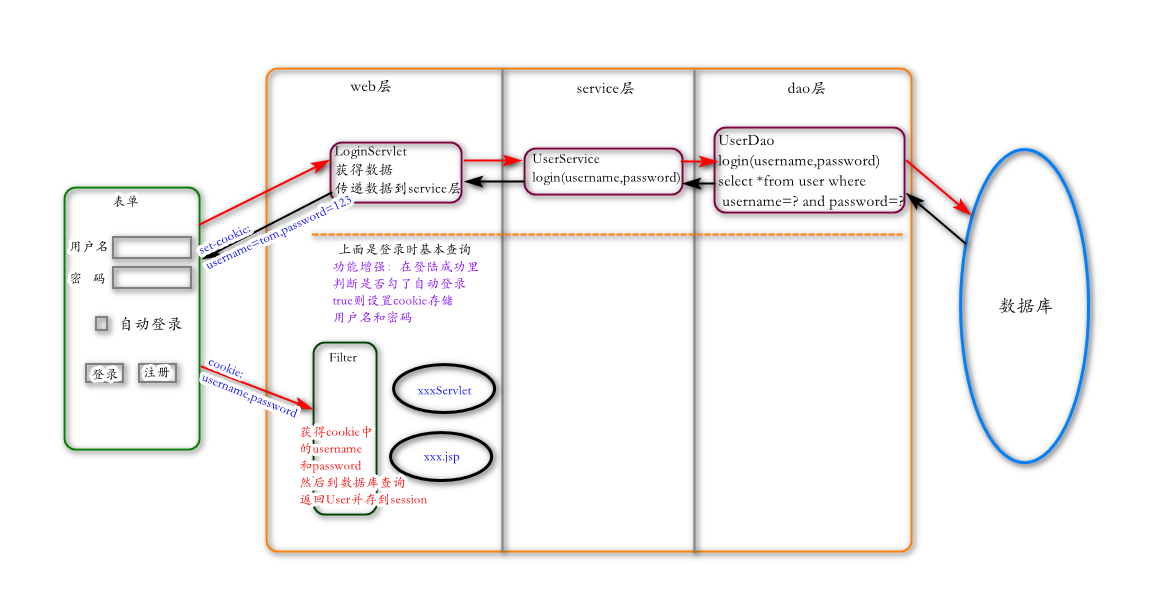 web层
service层
dao层
LoginServlet
获得数据
传递数据到service层
UserService
login(username,password)
UserDao
login(username,password)
select *from user where
username=? and password=?
表单
用户名
密 码
自动登录
登录
注册
set-cookie:
username=tom,password=123
上面是登录时基本查询
功能增强：在登陆成功里
判断是否勾了自动登录
true则设置cookie存储
用户名和密码
数据库
cookie:
username,password
Filter
获得cookie中
的username
和password
然后到数据库查询
返回User并存到session
xxxServlet
xxx.jsp